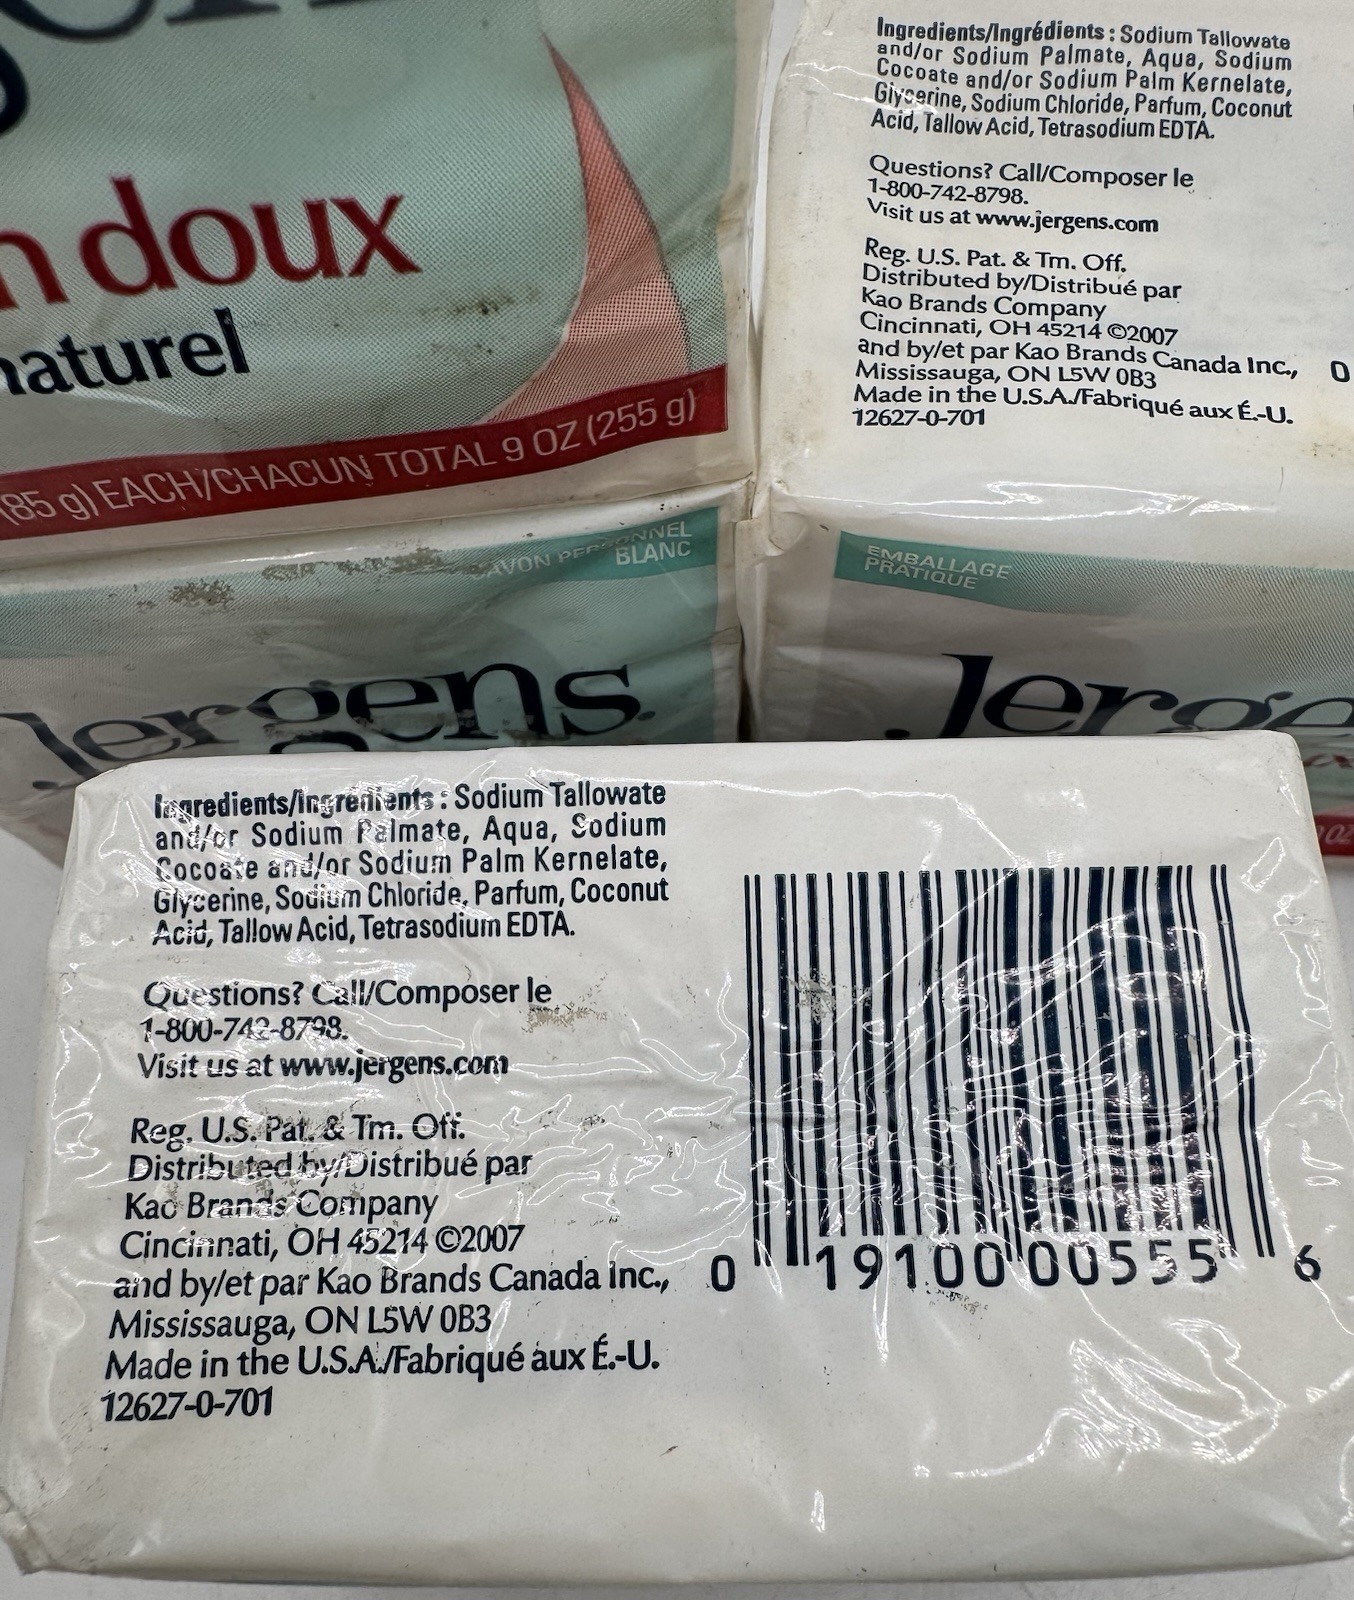 n doux
naturel
(85 g) EACH/CHACUN TOTAL 9 OZ (255 g)
SAVON PERSONNEL
BLANC
Jergens
Ingredients/Ingrédients : Sodium Tallowate
and/or Sodium Palmate, Aqua, Sodium
Cocoate and/or Sodium Palm Kernelate,
Glycerine, Sodium Chloride, Parfum, Coconut
Acid, Tallow Acid, Tetrasodium EDTA.
Questions? Call/Composer le
1-800-742-8798.
Visit us at www.jergens.com
Reg. U.S. Pat. & Tm. Off.
Distributed by/Distribué par
Kao Brands Company
Cincinnati, OH 45214 ©2007
and by/et par Kao Brands Canada Inc.,
Mississauga, ON L5W 0B3
Made in the U.S.A./Fabriqué aux É.-U.
12627-0-701
0
EMBALLAGE
PRATIQUE
Jerge
Ingredients/Ingrédients : Sodium Tallowate
and/or Sodium Palmate, Aqua, Sodium
Cocoate and/or Sodium Palm Kernelate,
Glycerine, Sodium Chloride, Parfum, Coconut
Acid, Tallow Acid, Tetrasodium EDTA.
Questions? Call/Composer le
1-800-742-8798.
Visit us at www.jergens.com
Reg. U.S. Pat. & Tm. Off.
Distributed by/Distribué par
Kao Brands Company
Cincinnati, OH 45214 ©2007
and by/et par Kao Brands Canada Inc.,
Mississauga, ON L5W 0B3
Made in the U.S.A./Fabriqué aux É.-U.
12627-0-701
0 19100 00555 6